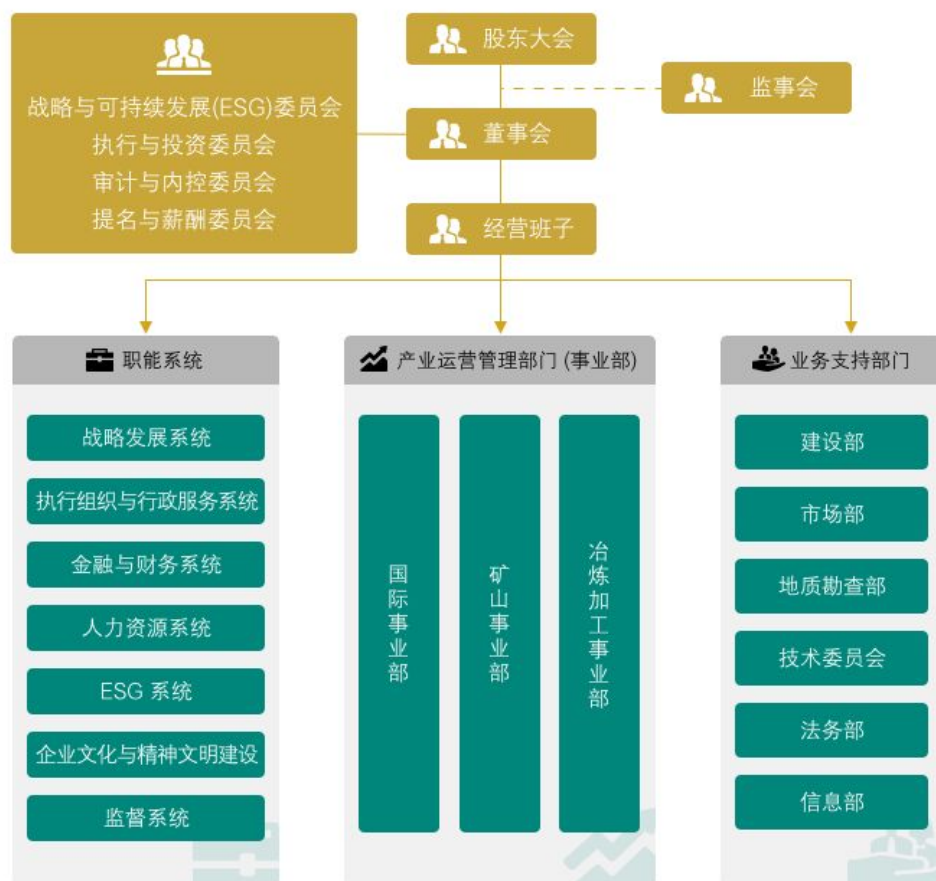 股东大会
监事会
战略与可持续发展(ESG)委员会
执行与投资委员会
审计与内控委员会
提名与薪酬委员会
董事会
经营班子
职能系统
战略发展系统
执行组织与行政服务系统
金融与财务系统
人力资源系统
ESG 系统
企业文化与精神文明建设
监督系统
产业运营管理部门 (事业部)
国际事业部
矿山事业部
冶炼加工事业部
业务支持部门
建设部
市场部
地质勘查部
技术委员会
法务部
信息部